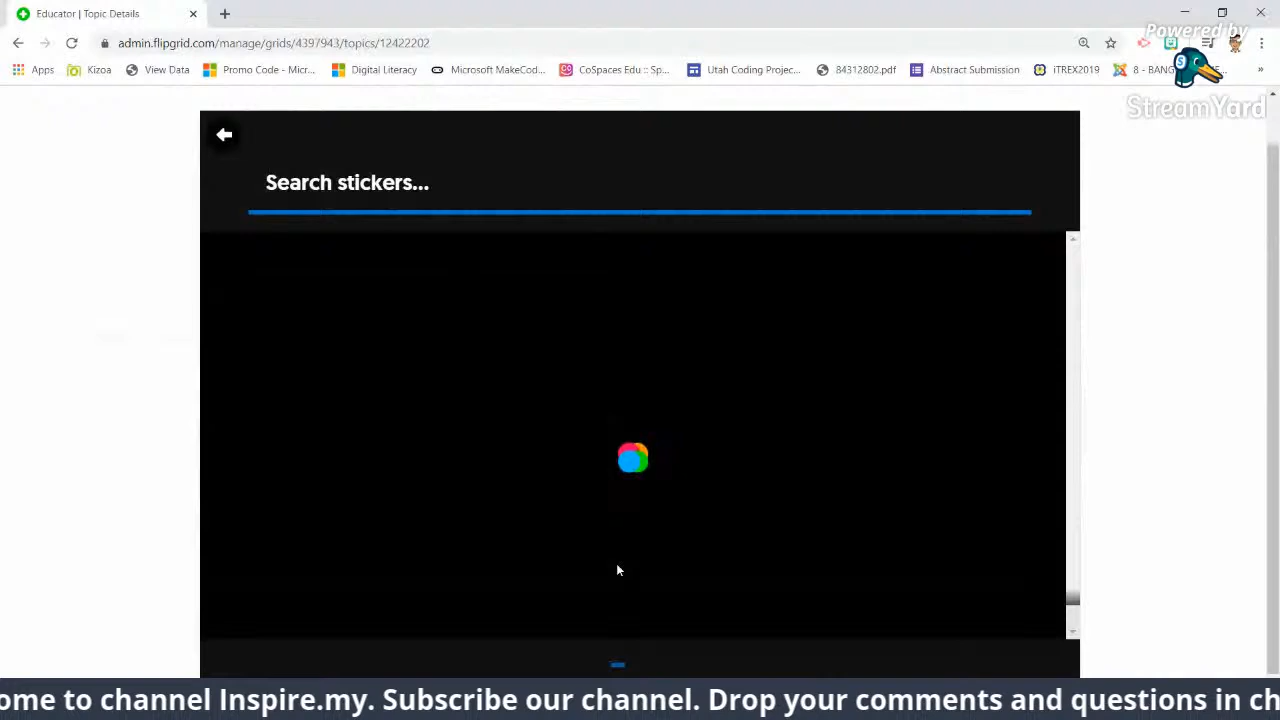 Educator | Topic Details
admin.flipgrid.com/manage/grids/4397943/topics/12422202
Powered by
Apps Kizoa View Data Promo Code - Micr... Digital Literacy Microsoft MakeCod... CoSpaces Edu :: Sp... Utah Coding Projec... 84312802.pdf Abstract Submission iTREX2019 8 - BANG
StreamYard
Search stickers...
ome to channel Inspire.my. Subscribe our channel. Drop your comments and questions in ch